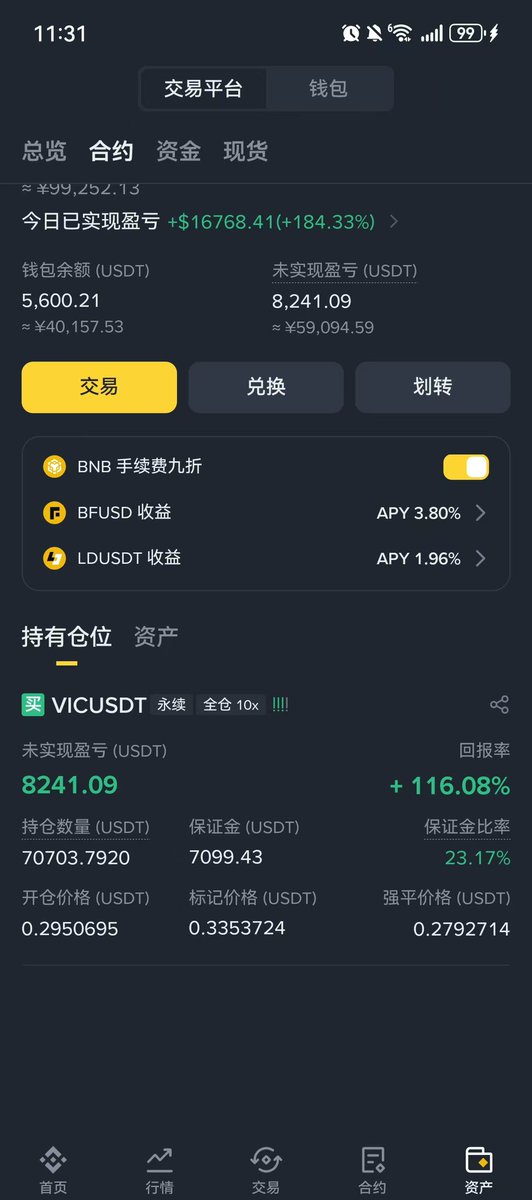 11:31
6
99
交易平台 钱包
总览 合约 资金 现货
≈ ¥99,252.13
今日已实现盈亏 +$16768.41(+184.33%)
钱包余额 (USDT) 未实现盈亏 (USDT)
5,600.21 8,241.09
≈ ¥40,157.53 ≈ ¥59,094.59
交易 兑换 划转
BNB 手续费九折
BFUSD 收益 APY 3.80%
LDUSDT 收益 APY 1.96%
持有仓位 资产
买 VICUSDT 永续 全仓 10x !!!!
未实现盈亏 (USDT) 回报率
8241.09 + 116.08%
持仓数量 (USDT) 保证金 (USDT) 保证金比率
70703.7920 7099.43 23.17%
开仓价格 (USDT) 标记价格 (USDT) 强平价格 (USDT)
0.2950695 0.3353724 0.2792714
首页 行情 交易 合约 资产